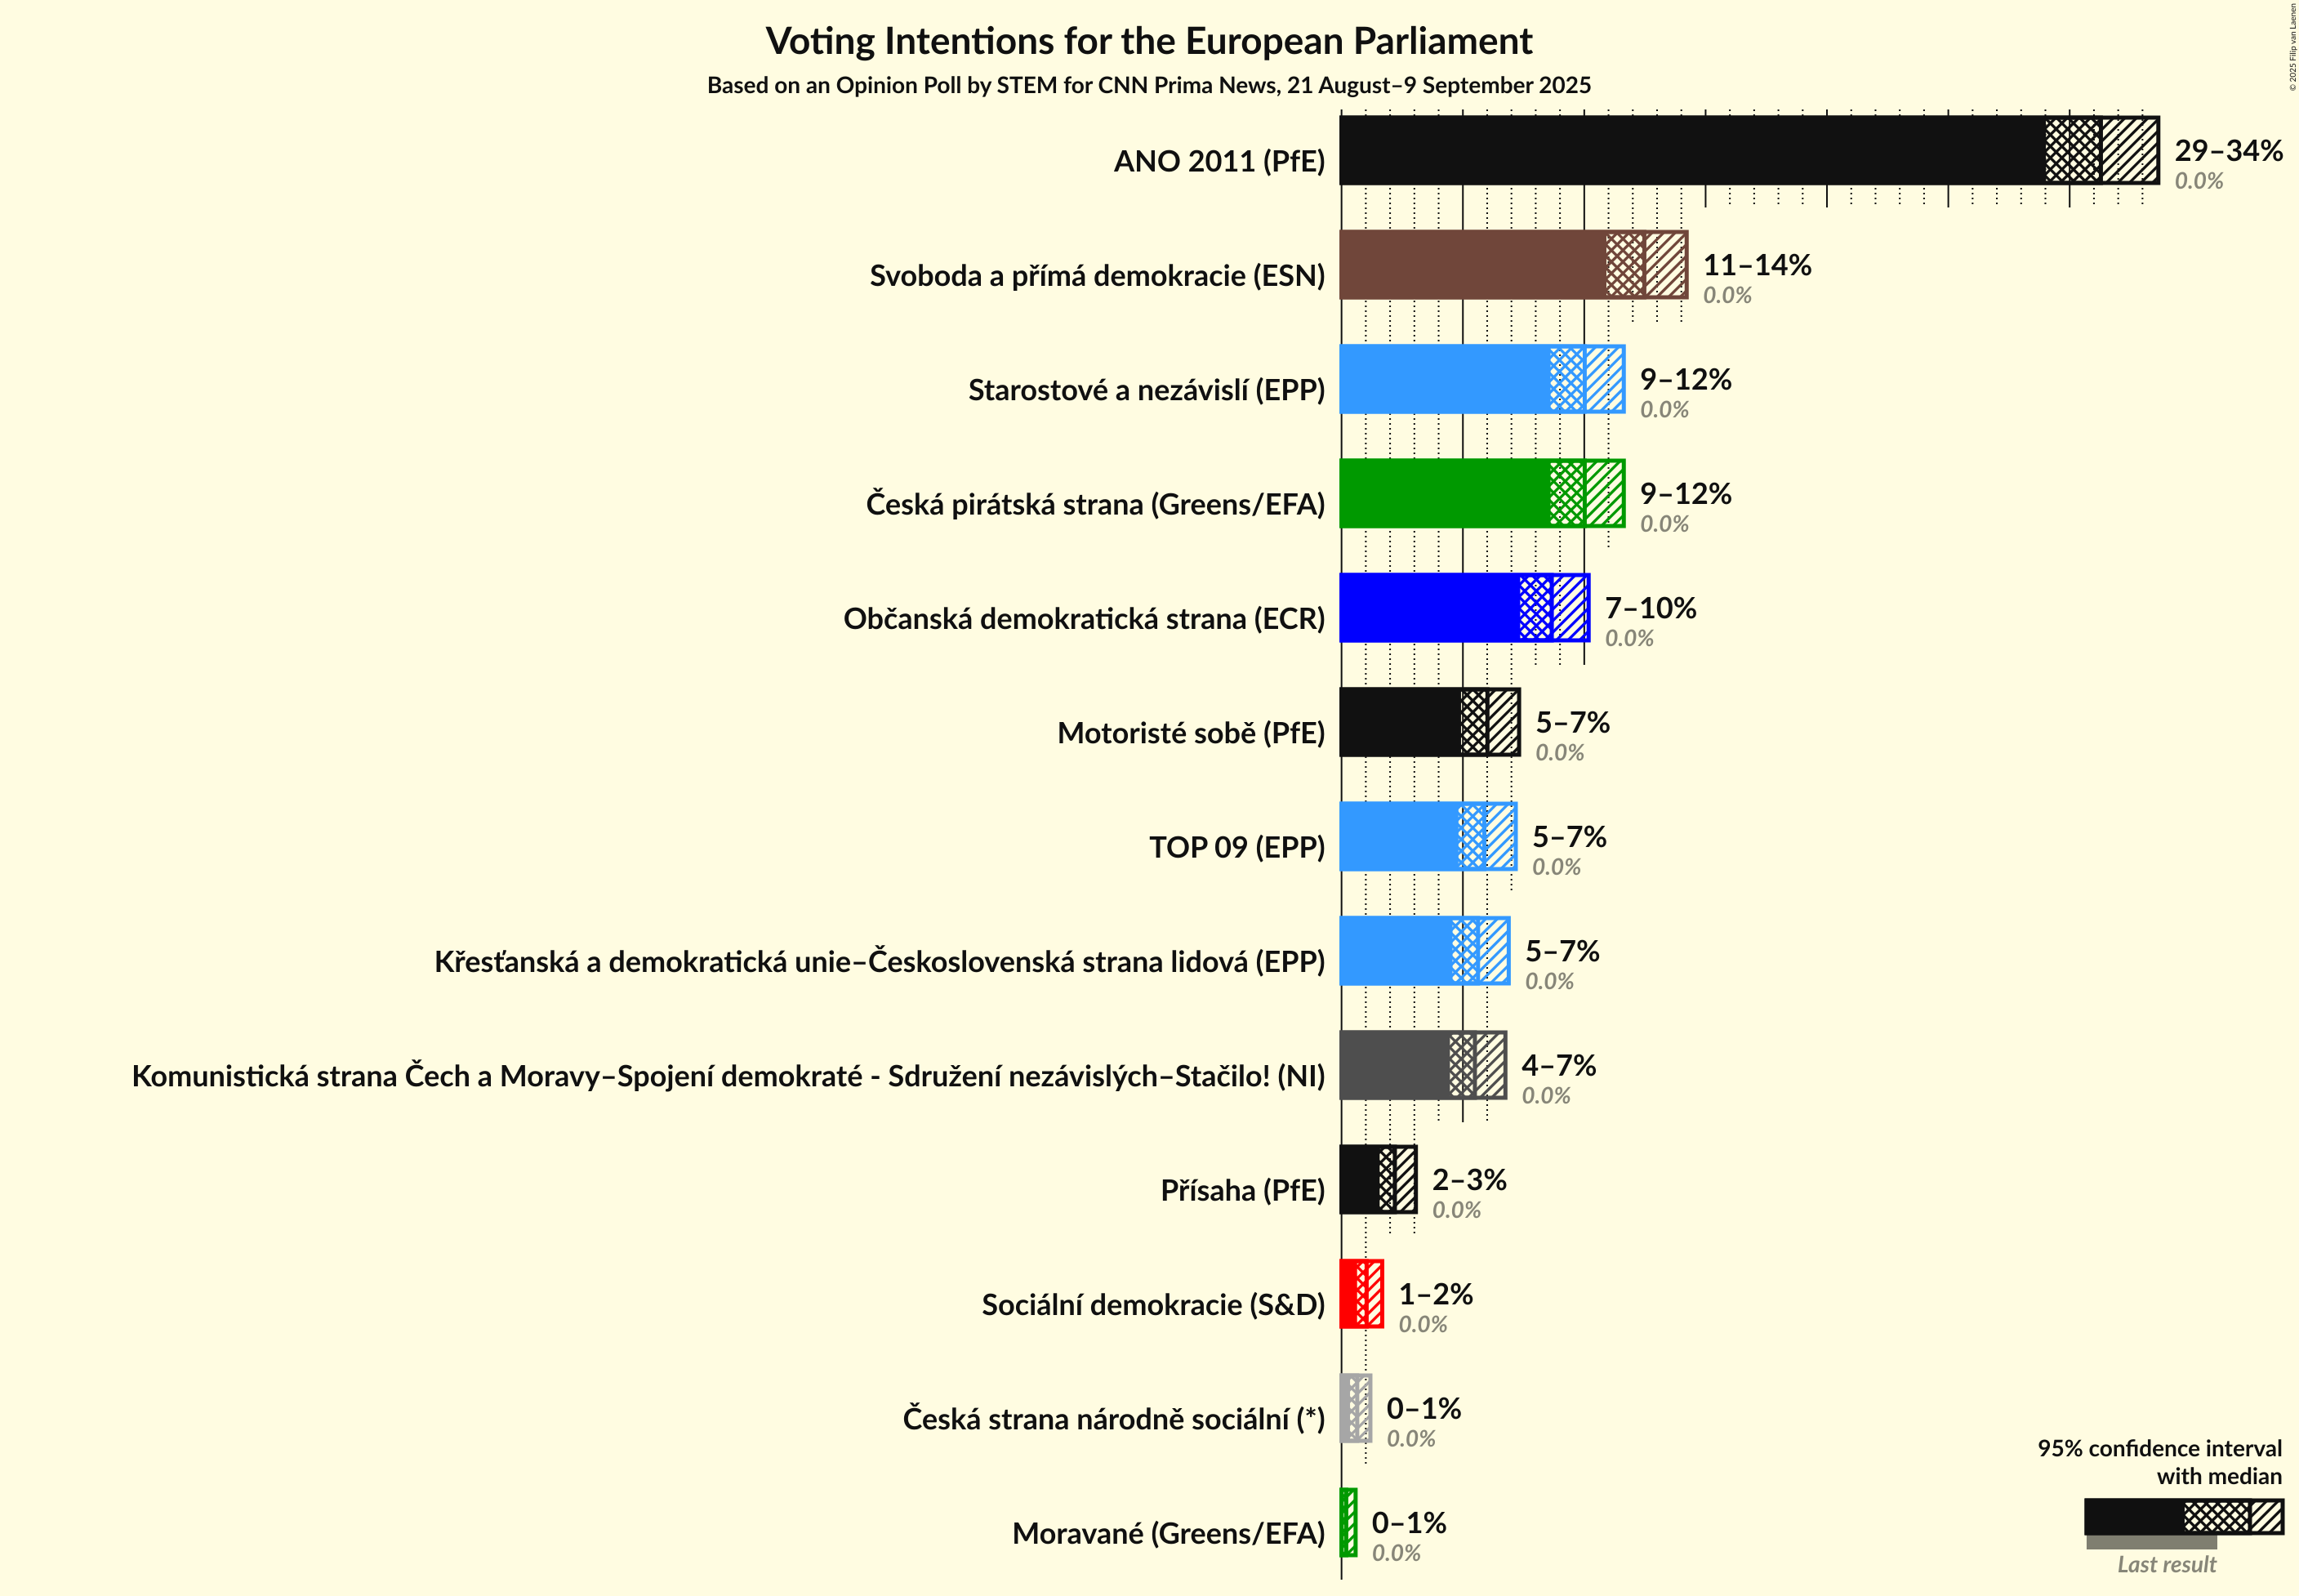 Voting Intentions for the European Parliament
Based on an Opinion Poll by STEM for CNN Prima News, 21 August–9 September 2025
© 2025 Filip van Laenen
ANO 2011 (PfE)
29–34%
0.0%
Svoboda a přímá demokracie (ESN)
11–14%
0.0%
Starostové a nezávislí (EPP)
9–12%
0.0%
Česká pirátská strana (Greens/EFA)
9–12%
0.0%
Občanská demokratická strana (ECR)
7–10%
0.0%
Motoristé sobě (PfE)
5–7%
0.0%
TOP 09 (EPP)
5–7%
0.0%
Křesťanská a demokratická unie–Československá strana lidová (EPP)
5–7%
0.0%
Komunistická strana Čech a Moravy–Spojení demokraté - Sdružení nezávislých–Stačilo! (NI)
4–7%
0.0%
Přísaha (PfE)
2–3%
0.0%
Sociální demokracie (S&D)
1–2%
0.0%
Česká strana národně sociální (*)
0–1%
0.0%
Moravané (Greens/EFA)
0–1%
0.0%
95% confidence interval
with median
Last result